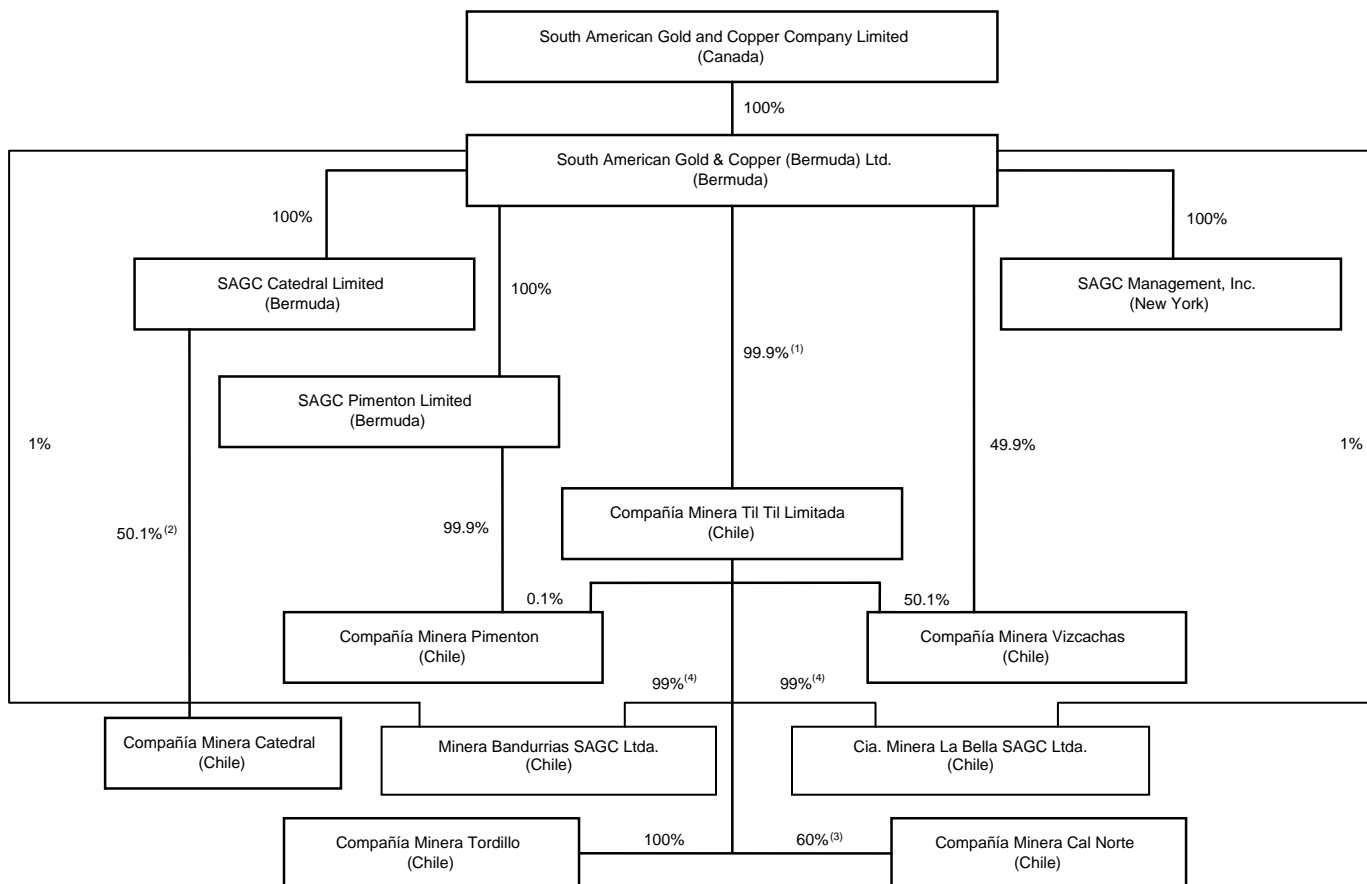 South American Gold and Copper Company Limited
(Canada)
100%
South American Gold & Copper (Bermuda) Ltd.
(Bermuda)
100%
100%
SAGC Catedral Limited
(Bermuda)
100%
SAGC Management, Inc.
(New York)
99.9% (1)
SAGC Pimenton Limited
(Bermuda)
1%
49.9%
1%
Compañía Minera Til Til Limitada
(Chile)
50.1% (2)
99.9%
0.1%
50.1%
Compañía Minera Pimenton
(Chile)
Compañía Minera Vizcachas
(Chile)
99% (4)
99% (4)
Compañía Minera Catedral
(Chile)
Minera Bandurrias SAGC Ltda.
(Chile)
Cia. Minera La Bella SAGC Ltda.
(Chile)
Compañía Minera Tordillo
(Chile)
100%
60% (3)
Compañía Minera Cal Norte
(Chile)